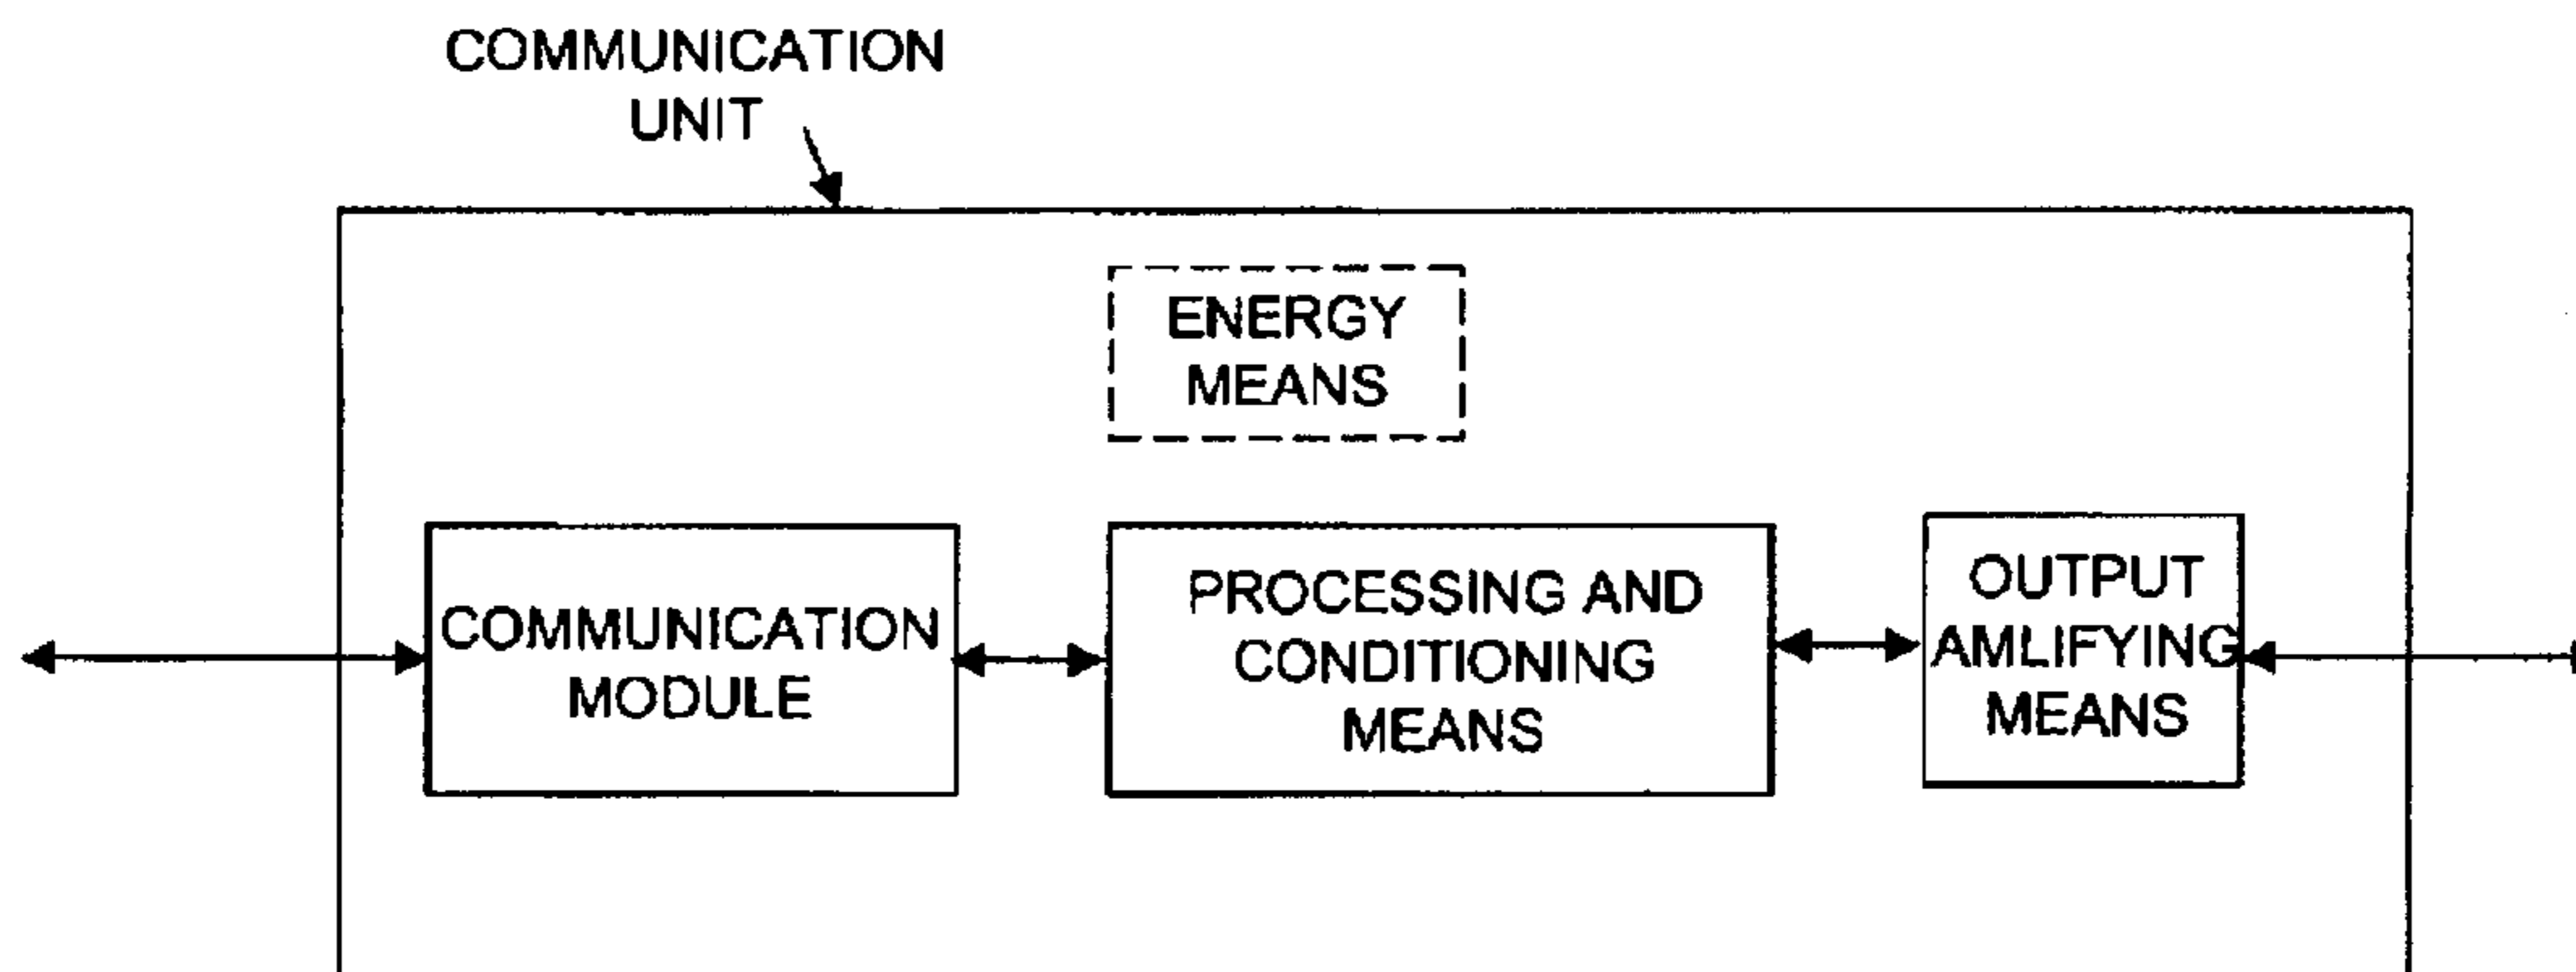 COMMUNICATION
UNIT
ENERGY
MEANS
COMMUNICATION
MODULE
PROCESSING AND
CONDITIONING
MEANS
OUTPUT
AMLIFYING
MEANS